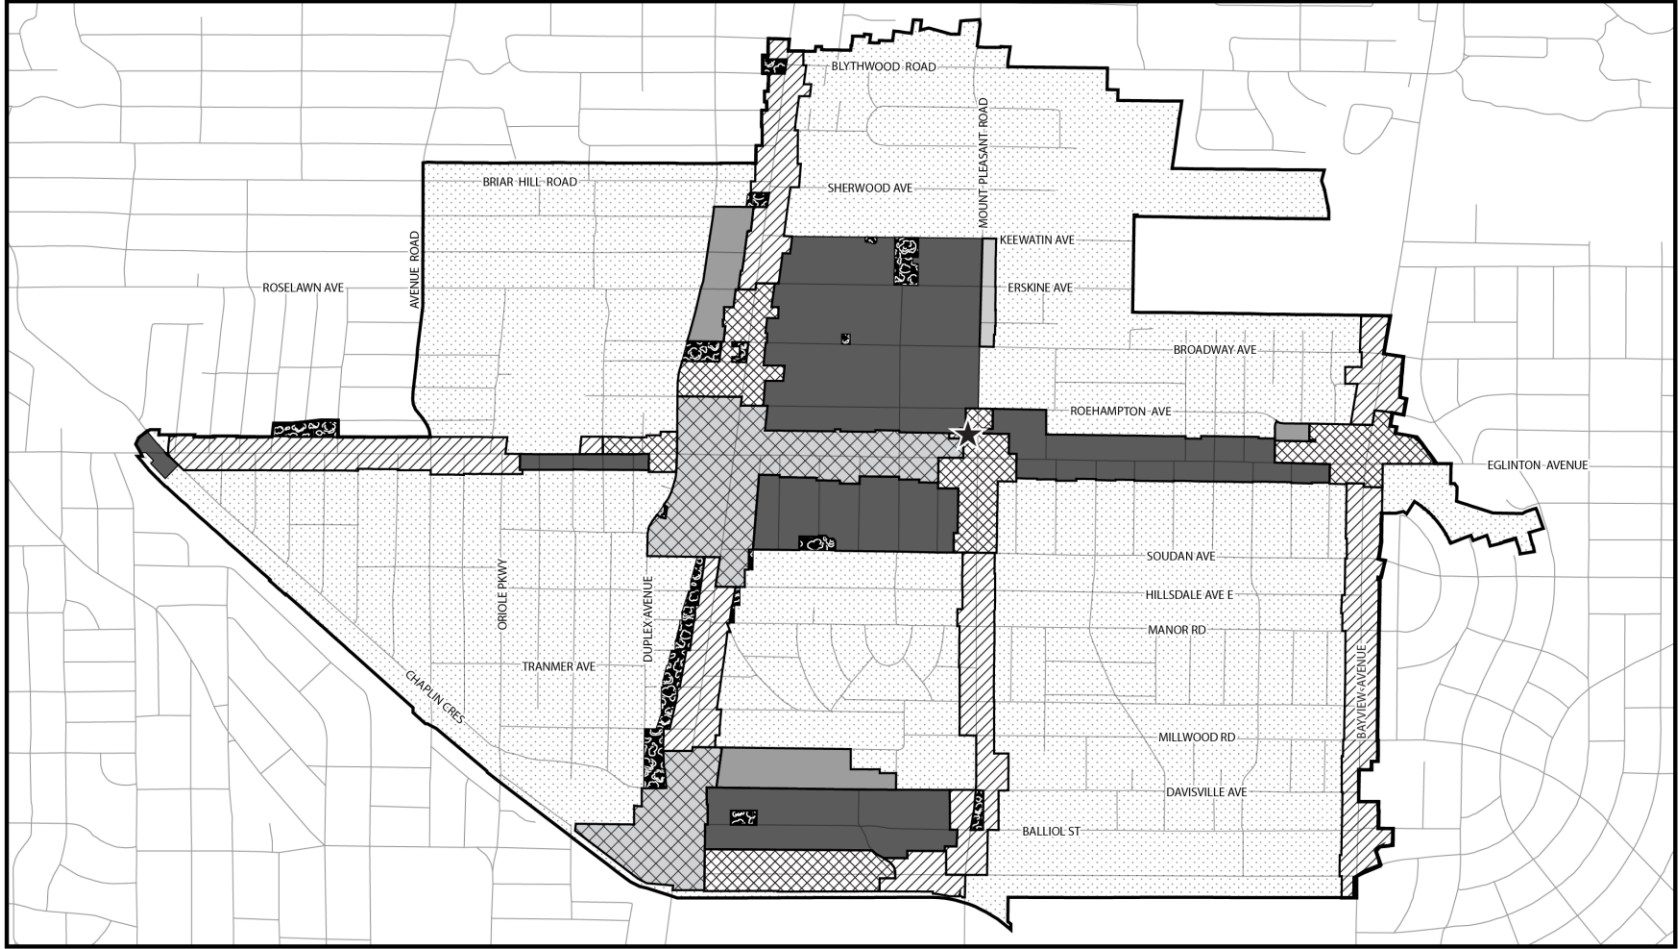 BLYTHWOOD ROAD
MOUNT PLEASANT ROAD
BRIAR HILL ROAD
SHERWOOD AVE
AVENUE ROAD
KEEWATIN AVE
ROSELAWN AVE
ERSKINE AVE
BROADWAY AVE
ROEHAMPTON AVE
EGLINTON AVENUE
SOUDAN AVE
ORIOLE PKWY
DUPLEX AVENUE
HILLSDALE AVE E
MANOR RD
TRANMER AVE
BAYVIEW AVENUE
CHAPLIN CRES
MILLWOOD RD
DAVISVILLE AVE
BALLIOL ST